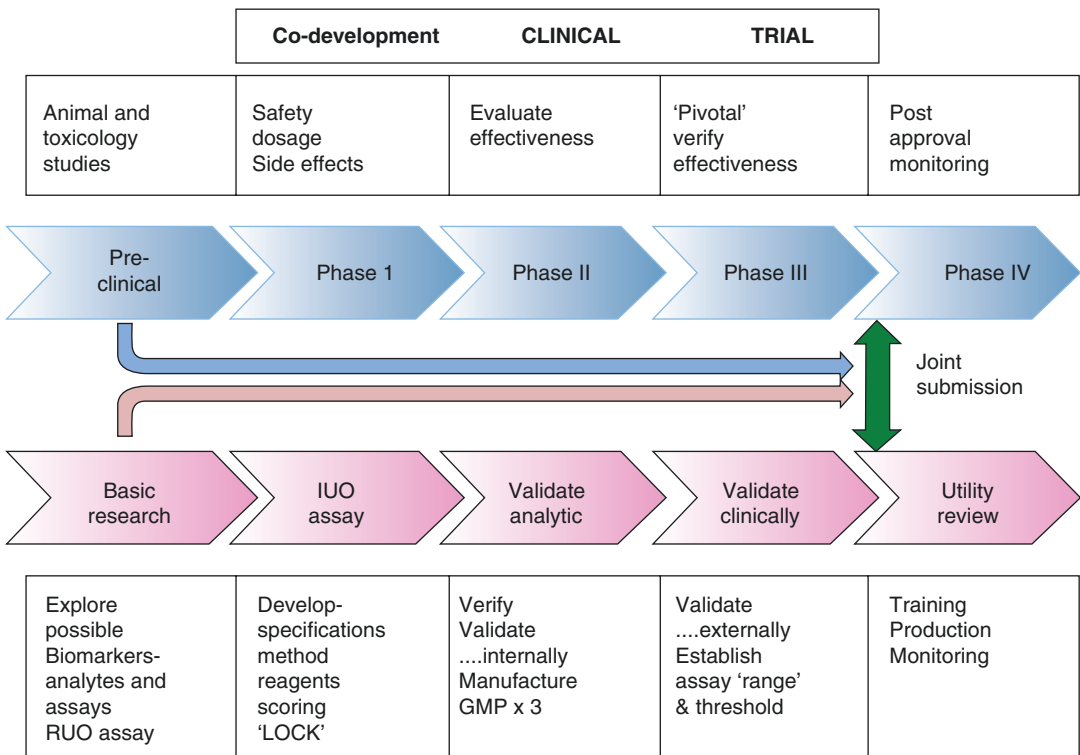 Co-development CLINICAL TRIAL
Animal and
toxicology
studies
Safety
dosage
Side effects
Evaluate
effectiveness
'Pivotal'
verify
effectiveness
Post
approval
monitoring
Pre-
clinical
Phase 1
Phase II
Phase III
Phase IV
Joint
submission
Basic
research
IUO
assay
Validate
analytic
Validate
clinically
Utility
review
Explore
possible
Biomarkers-
analytes and
assays
RUO assay
Develop-
specifications
method
reagents
scoring
'LOCK'
Verify
Validate
....internally
Manufacture
GMP x 3
Validate
....externally
Establish
assay 'range'
& threshold
Training
Production
Monitoring